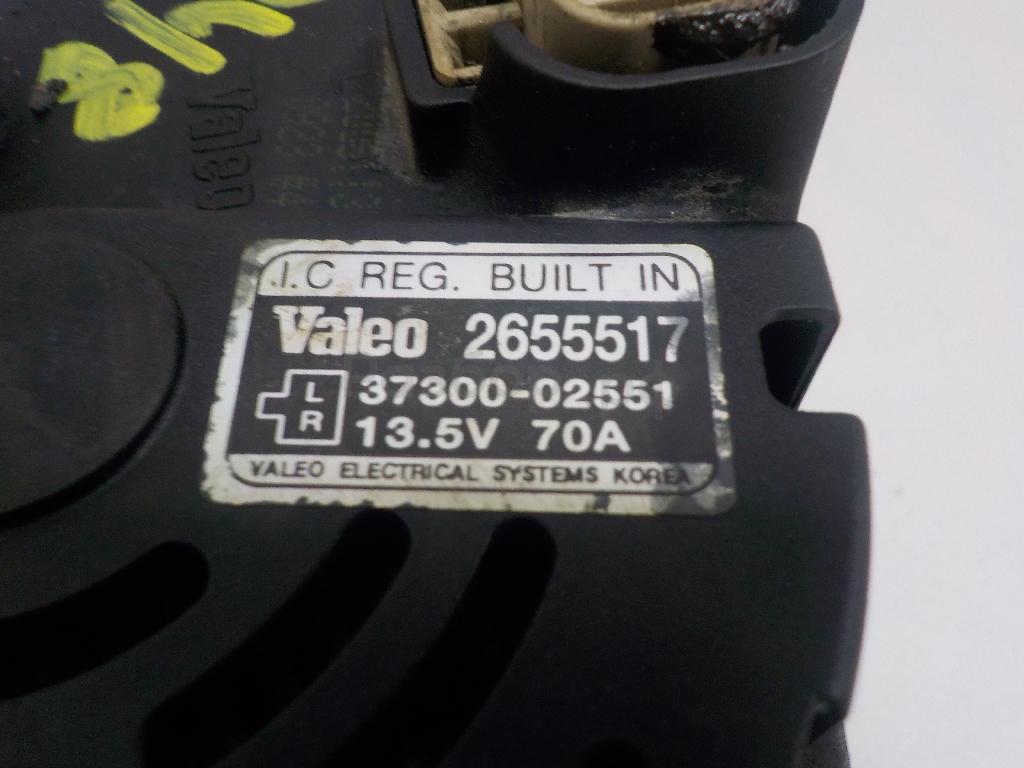 Valeo
I.C REG. BUILT IN
Valeo 2655517
L
R
37300-02551
13.5V 70A
VALEO ELECTRICAL SYSTEMS KOREA